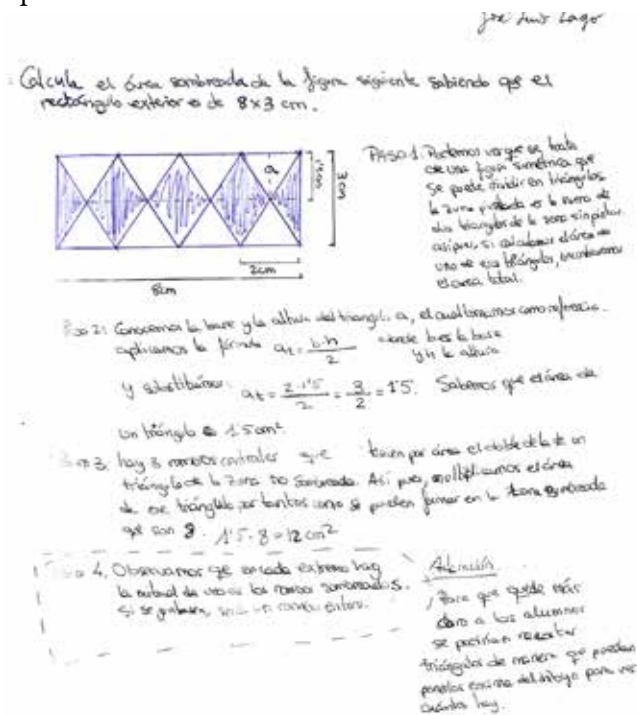 José Luis Lago
Calcula el área sombreada de la figura siguiente sabiendo que el
rectángulo exterior es de 8x3 cm.
a
1'5cm
3cm
2cm
8cm
PASO 1. Podemos ver que se trata
de una figura simétrica que
se puede dividir en triángulos
la zona pintada es la suma de
dos triángulos de la zona sin pintar.
así pues, si calculamos el área de
uno de esos triángulos, encontraremos
el area total.
Paso 2: Conocemos la base y la altura del triángulo a, el cual tomamos como referencia.
aplicamos la fórmula at = b·h / 2 donde b es la base
y h la altura
y substituimos: at = 2·1'5 / 2 = 3 / 2 = 1'5. Sabemos que el área de
un triángulo es 1'5 cm²
Paso 3. hay 3 rombos centrales que tienen por área el doble de la de un
triángulo de la zona no sombreada. Así pues, multiplicamos el área
de ese triángulo por tantos como se pueden formar en la zona sombreada
que son 8. 1'5·8 = 12 cm²
Paso 4. Observamos que en cada extremo hay
la mitad de uno de los rombos sombreados.
Si se juntasen, sería un rombo entero.
Atención
, Para que quede más
claro a los alumnos
se podrían recortar
triángulos de manera que puedan
ponerlos encima del dibujo para ver
cuántos hay.